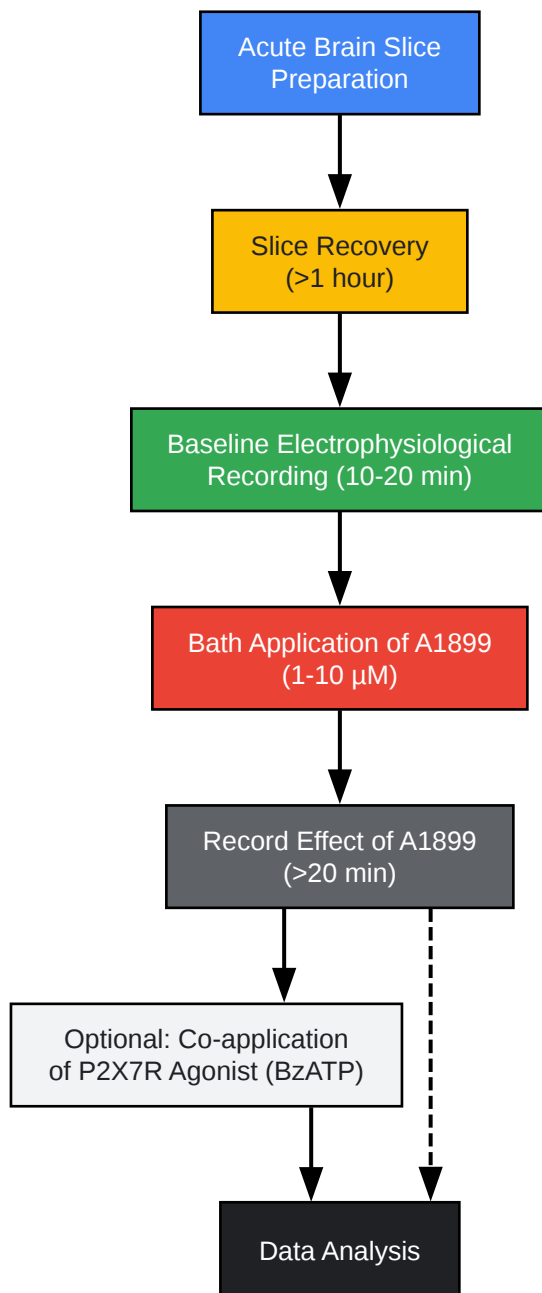 Acute Brain Slice
Preparation
Slice Recovery
(>1 hour)
Baseline Electrophysiological
Recording (10-20 min)
Bath Application of A1899
(1-10 µM)
Record Effect of A1899
(>20 min)
Optional: Co-application
of P2X7R Agonist (BzATP)
Data Analysis